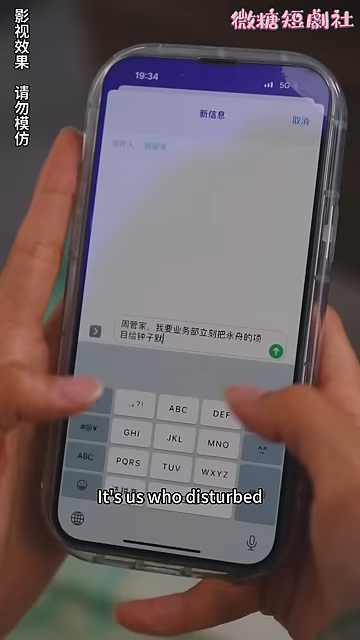 微糖短劇社
影视效果 请勿模仿
19:34
5G
新信息
取消
收件人
周管家，我要业务部立刻把永舟的项
目给钟子默
.,?!
ABC
DEF
#@¥
GHI
JKL
MNO
^^
ABC
PQRS
TUV
WXYZ
It's us who disturbed